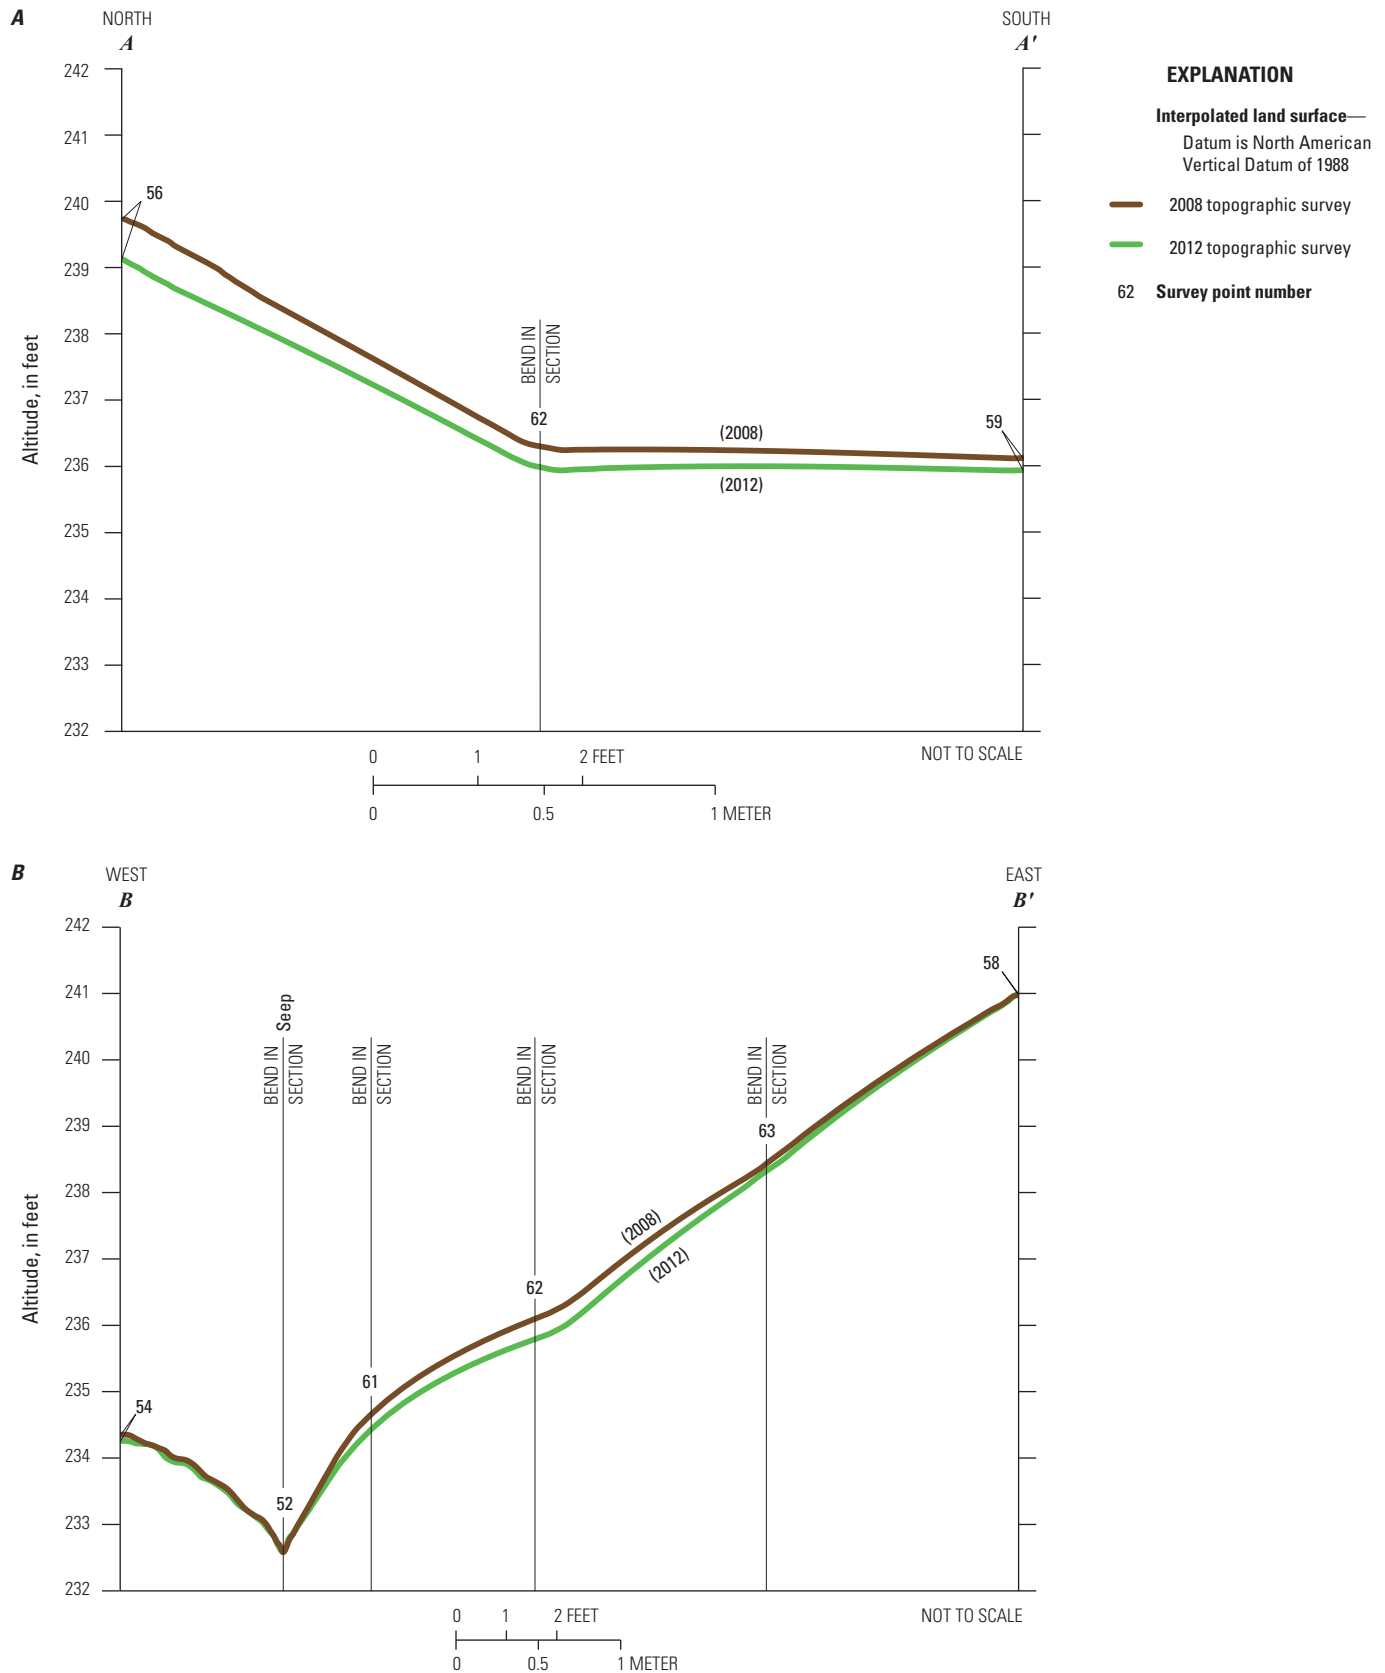 A
NORTH
A
SOUTH
A'
242
241
240
239
238
237
236
235
234
233
232
Altitude, in feet
56
BEND IN
SECTION
62
(2008)
(2012)
59
0 1 2 FEET
0 0.5 1 METER
NOT TO SCALE
EXPLANATION
Interpolated land surface—
Datum is North American
Vertical Datum of 1988
2008 topographic survey
2012 topographic survey
62 Survey point number
B
WEST
B
EAST
B'
242
241
240
239
238
237
236
235
234
233
232
Altitude, in feet
54
Seep
BEND IN
SECTION
52
BEND IN
SECTION
61
BEND IN
SECTION
62
(2008)
(2012)
BEND IN
SECTION
63
58
0 1 2 FEET
0 0.5 1 METER
NOT TO SCALE